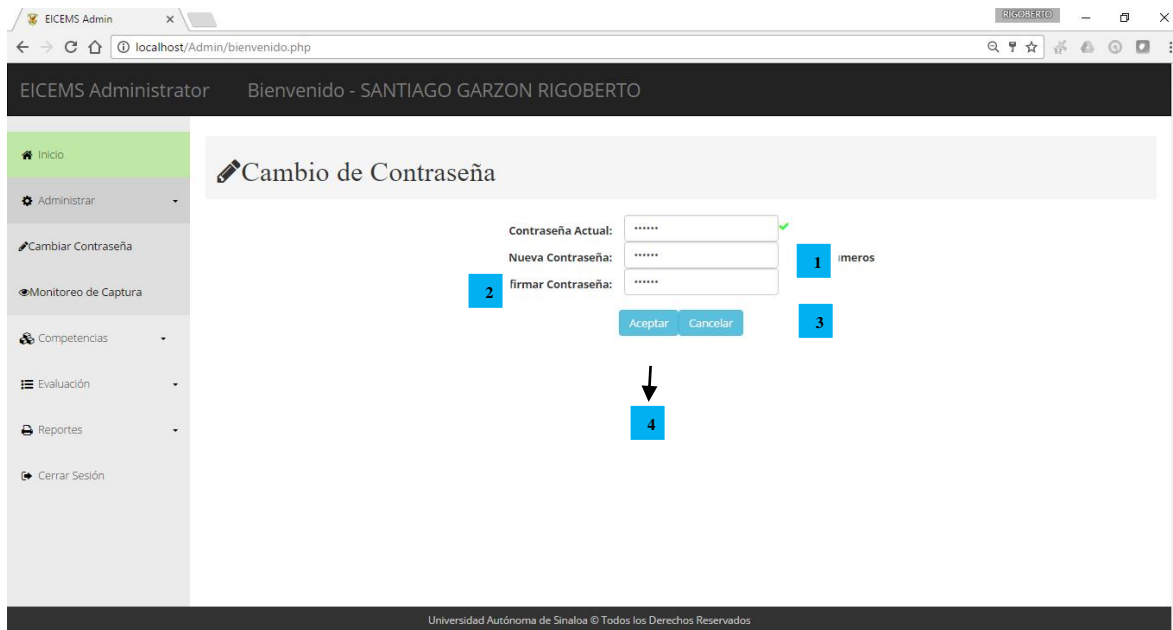 EICEMS Admin
RIGOBERTO
localhost/Admin/bienvenido.php
EICEMS Administrator Bienvenido - SANTIAGO GARZON RIGOBERTO
Inicio
Administrar
Cambiar Contraseña
Monitoreo de Captura
Competencias
Evaluación
Reportes
Cerrar Sesión
Cambio de Contraseña
Contraseña Actual: ••••••
Nueva Contraseña: •••••• 1 meros
2 firmar Contraseña: ••••••
Aceptar Cancelar 3
4
Universidad Autónoma de Sinaloa © Todos los Derechos Reservados